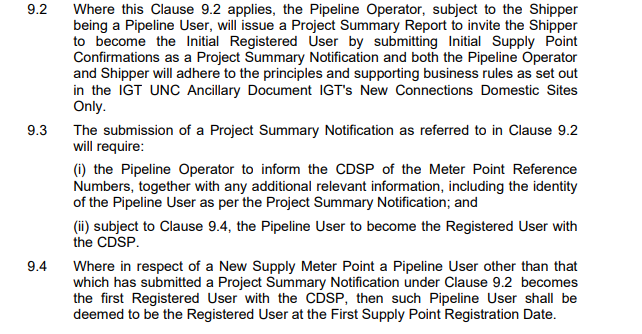 9.2 Where this Clause 9.2 applies, the Pipeline Operator, subject to the Shipper
being a Pipeline User, will issue a Project Summary Report to invite the Shipper
to become the Initial Registered User by submitting Initial Supply Point
Confirmations as a Project Summary Notification and both the Pipeline Operator
and Shipper will adhere to the principles and supporting business rules as set out
in the IGT UNC Ancillary Document IGT's New Connections Domestic Sites
Only.
9.3 The submission of a Project Summary Notification as referred to in Clause 9.2
will require:
(i) the Pipeline Operator to inform the CDSP of the Meter Point Reference
Numbers, together with any additional relevant information, including the identity
of the Pipeline User as per the Project Summary Notification; and
(ii) subject to Clause 9.4, the Pipeline User to become the Registered User with
the CDSP.
9.4 Where in respect of a New Supply Meter Point a Pipeline User other than that
which has submitted a Project Summary Notification under Clause 9.2 becomes
the first Registered User with the CDSP, then such Pipeline User shall be
deemed to be the Registered User at the First Supply Point Registration Date.